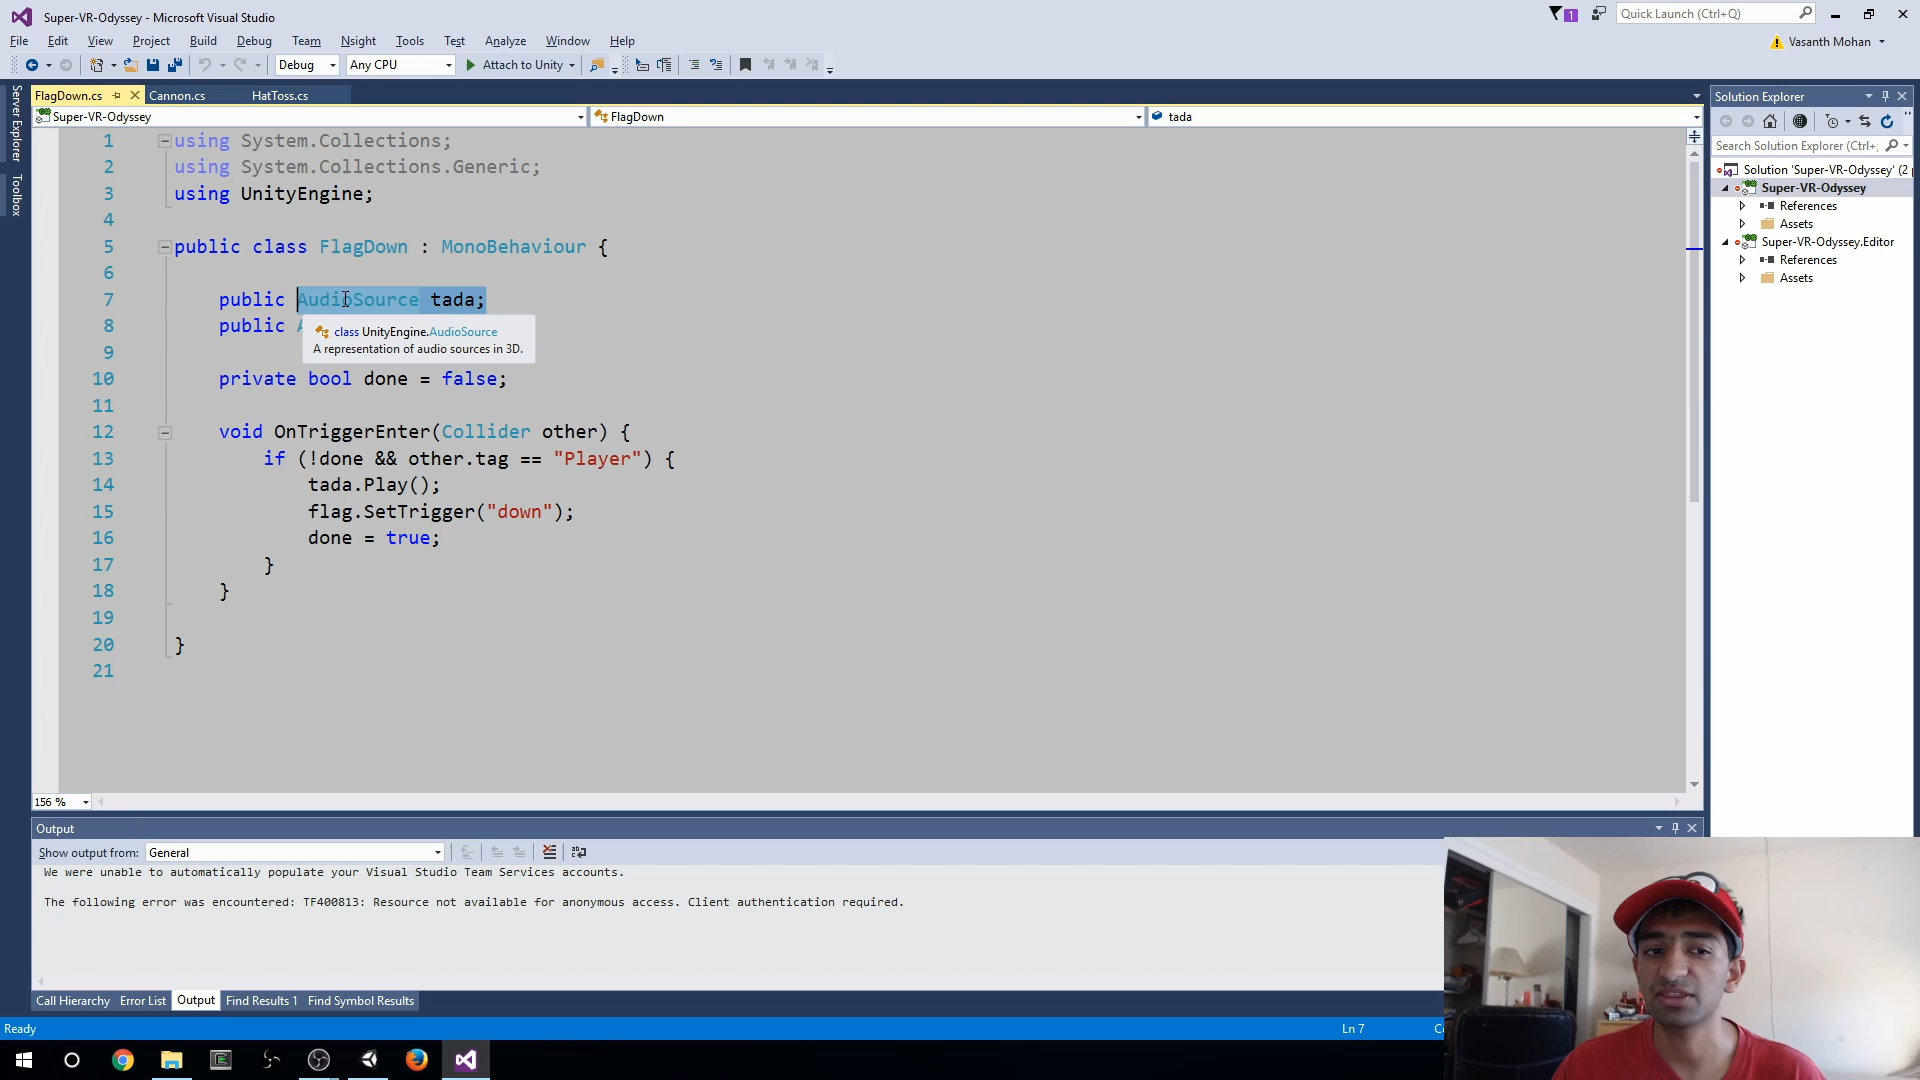 Super-VR-Odyssey - Microsoft Visual Studio
1
Quick Launch (Ctrl+Q)
File Edit View Project Build Debug Team Nsight Tools Test Analyze Window Help
Vasanth Mohan
Debug Any CPU Attach to Unity
Server Explorer
Toolbox
FlagDown.cs Cannon.cs HatToss.cs
Super-VR-Odyssey FlagDown tada
1 using System.Collections;
2 using System.Collections.Generic;
3 using UnityEngine;
4
5 public class FlagDown : MonoBehaviour {
6
7 public AudioSource tada;
8 public
class UnityEngine.AudioSource
A representation of audio sources in 3D.
9
10 private bool done = false;
11
12 void OnTriggerEnter(Collider other) {
13 if (!done && other.tag == "Player") {
14 tada.Play();
15 flag.SetTrigger("down");
16 done = true;
17 }
18 }
19
20 }
21
156 %
Solution Explorer
Search Solution Explorer (Ctrl+;
Solution 'Super-VR-Odyssey' (2
Super-VR-Odyssey
References
Assets
Super-VR-Odyssey.Editor
References
Assets
Output
Show output from: General
We were unable to automatically populate your Visual Studio Team Services accounts.
The following error was encountered: TF400813: Resource not available for anonymous access. Client authentication required.
Call Hierarchy Error List Output Find Results 1 Find Symbol Results
Ready Ln 7